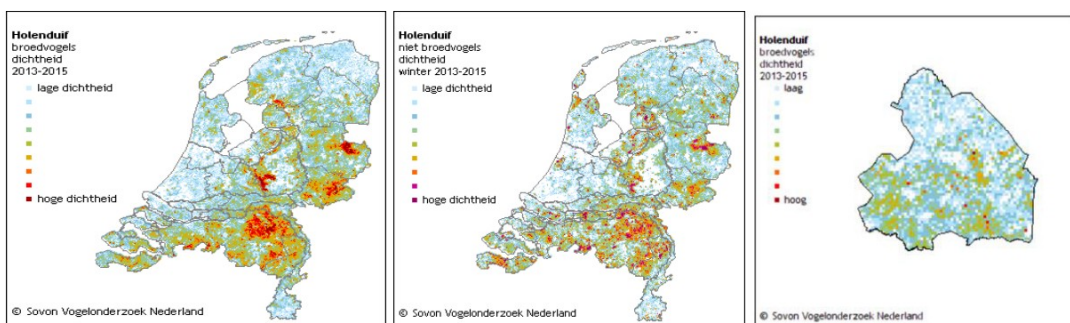 Holenduif
broedvogels
dichtheid
2013-2015
lage dichtheid
hoge dichtheid
© Sovon Vogelonderzoek Nederland
Holenduif
niet broedvogels
dichtheid
winter 2013-2015
lage dichtheid
hoge dichtheid
© Sovon Vogelonderzoek Nederland
Holenduif
broedvogels
dichtheid
2013-2015
laag
hoog
© Sovon Vogelonderzoek Nederland